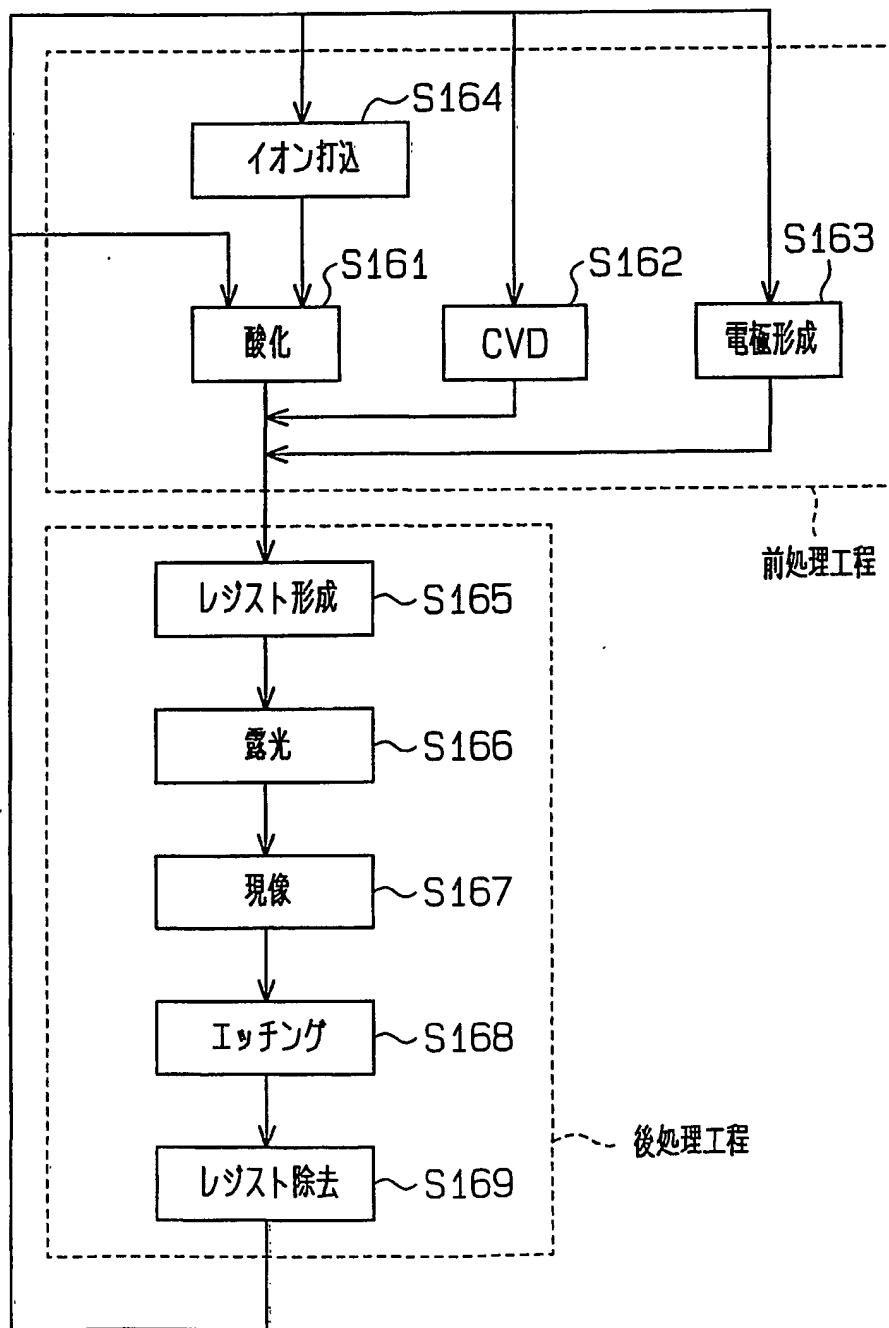 S164
イオン打込
S161
酸化
S162
CVD
S163
電極形成
前処理工程
レジスト形成
S165
露光
S166
現像
S167
エッチング
S168
レジスト除去
S169
後処理工程